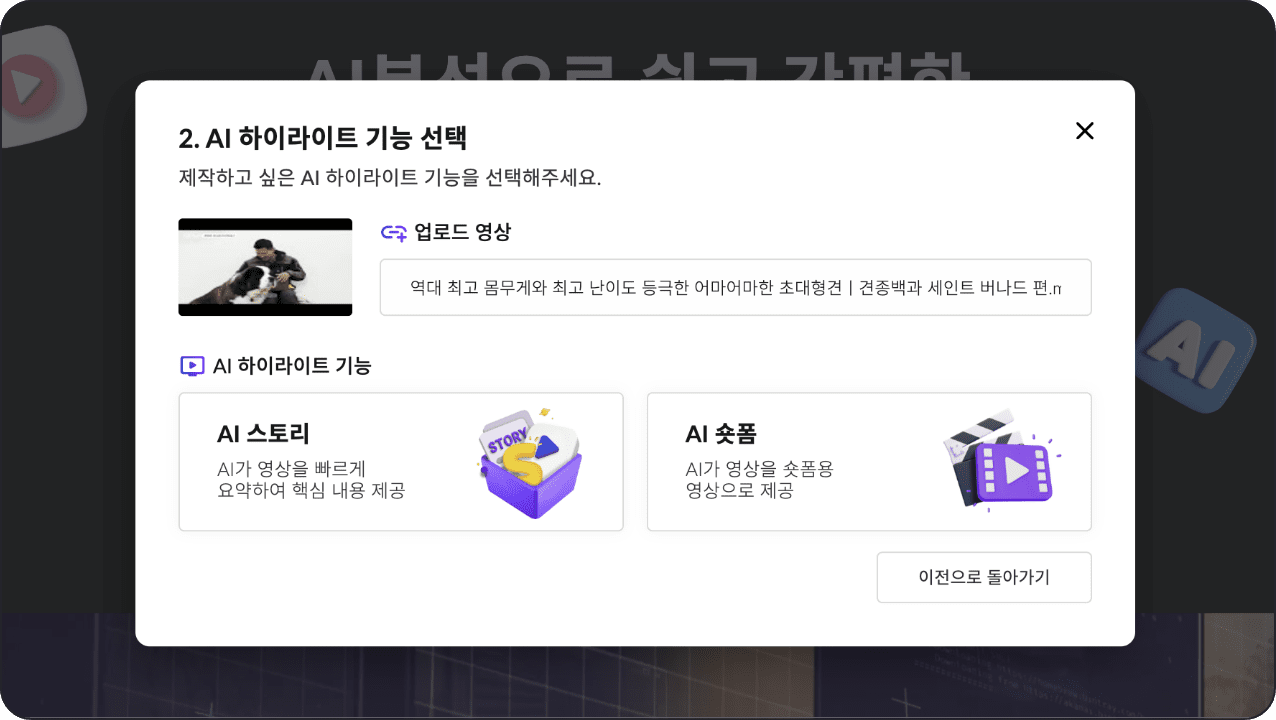 2. AI 하이라이트 기능 선택
제작하고 싶은 AI 하이라이트 기능을 선택해주세요.
업로드 영상
역대 최고 몸무게와 최고 난이도 등극한 어마어마한 초대형견 | 견종백과 세인트 버나드 편.m
AI 하이라이트 기능
AI 스토리
AI가 영상을 빠르게
요약하여 핵심 내용 제공
STORY
S
AI 숏폼
AI가 영상을 숏폼용
영상으로 제공
이전으로 돌아가기
AI